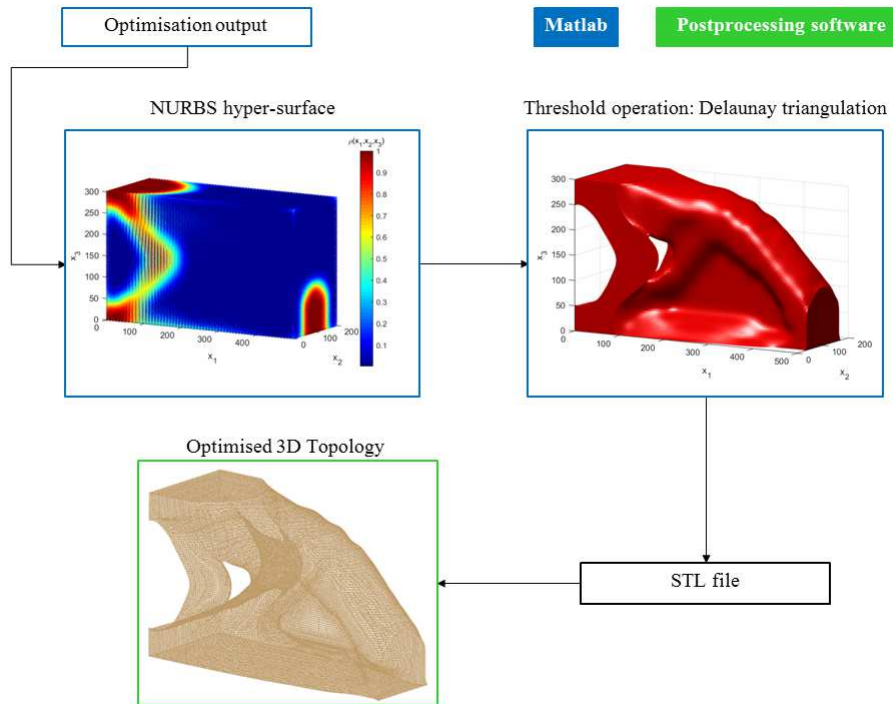 Optimisation output
Matlab
Postprocessing software
NURBS hyper-surface
Threshold operation: Delaunay triangulation
ρ(x₁,x₂,x₃)
1
0.9
0.8
0.7
0.6
0.5
0.4
0.3
0.2
0.1
300
250
200
150
100
50
0
x₃
0
100
200
300
400
x₁
0
100
200
x₂
300
250
200
150
100
50
0
x₃
0
100
200
300
400
500
x₁
0
100
200
x₂
Optimised 3D Topology
STL file